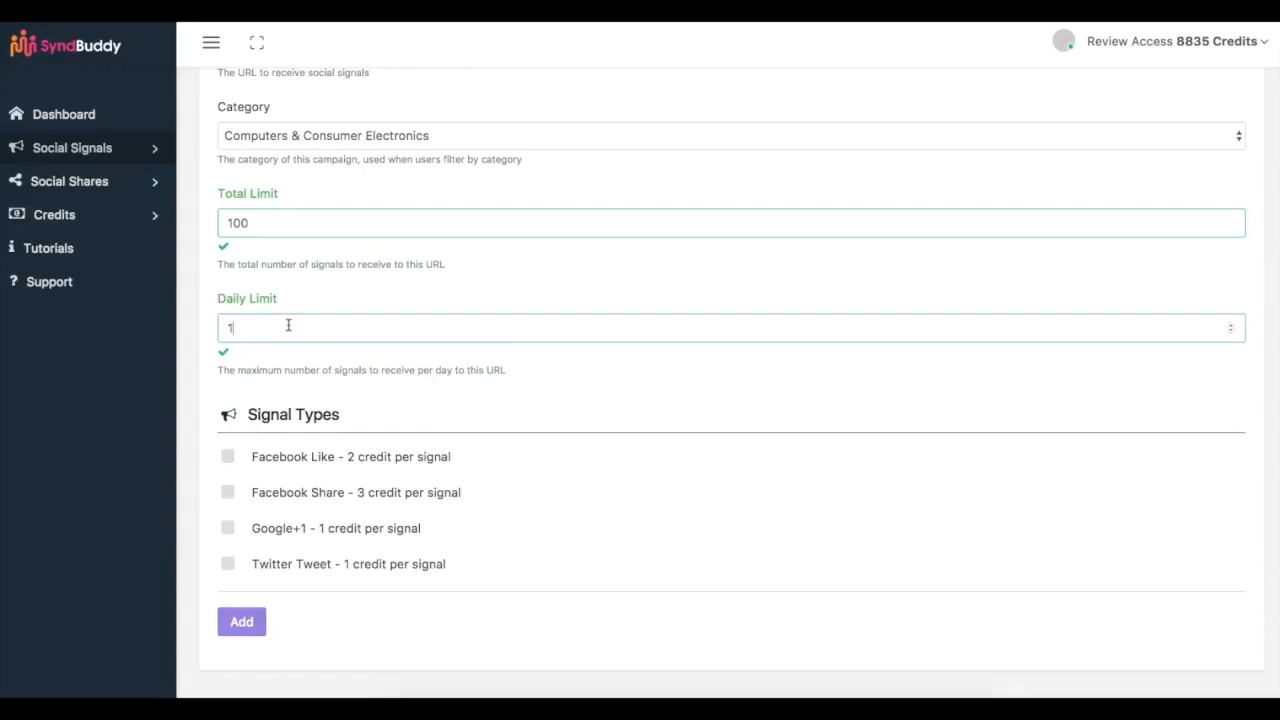 SyndBuddy
Review Access 8835 Credits
Dashboard
Social Signals
Social Shares
Credits
Tutorials
Support
The URL to receive social signals
Category
Computers & Consumer Electronics
The category of this campaign, used when users filter by category
Total Limit
100
The total number of signals to receive to this URL
Daily Limit
1
The maximum number of signals to receive per day to this URL
Signal Types
Facebook Like - 2 credit per signal
Facebook Share - 3 credit per signal
Google+1 - 1 credit per signal
Twitter Tweet - 1 credit per signal
Add